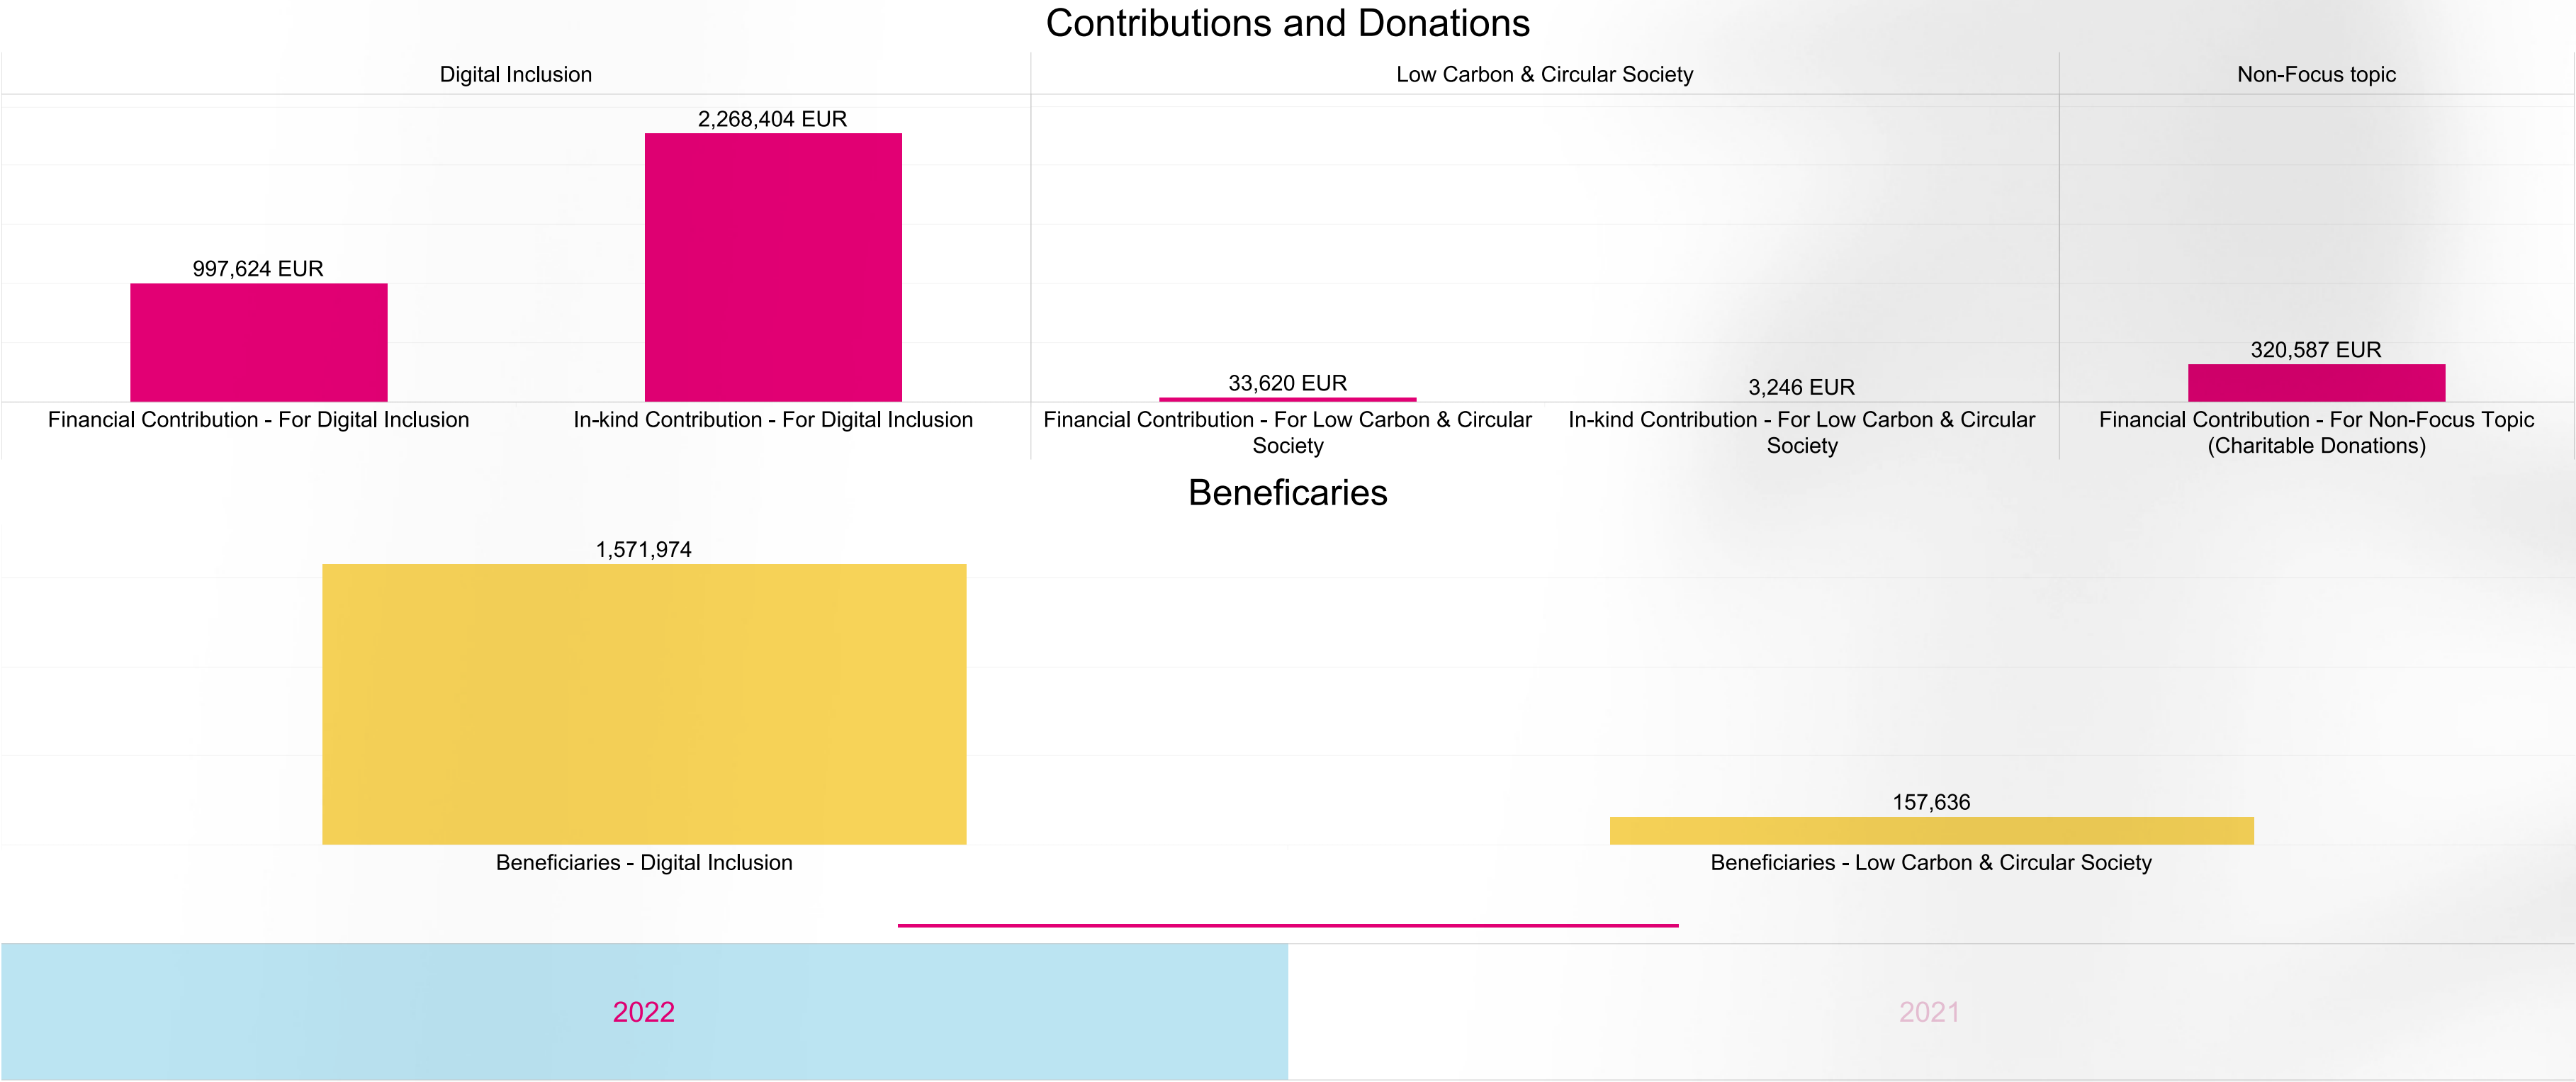 Contributions and Donations
Digital Inclusion
Low Carbon & Circular Society
Non-Focus topic
997,624 EUR
2,268,404 EUR
33,620 EUR
3,246 EUR
320,587 EUR
Financial Contribution - For Digital Inclusion
In-kind Contribution - For Digital Inclusion
Financial Contribution - For Low Carbon & Circular
Society
In-kind Contribution - For Low Carbon & Circular
Society
Financial Contribution - For Non-Focus Topic
(Charitable Donations)
Beneficaries
1,571,974
157,636
Beneficiaries - Digital Inclusion
Beneficiaries - Low Carbon & Circular Society
2022
2021